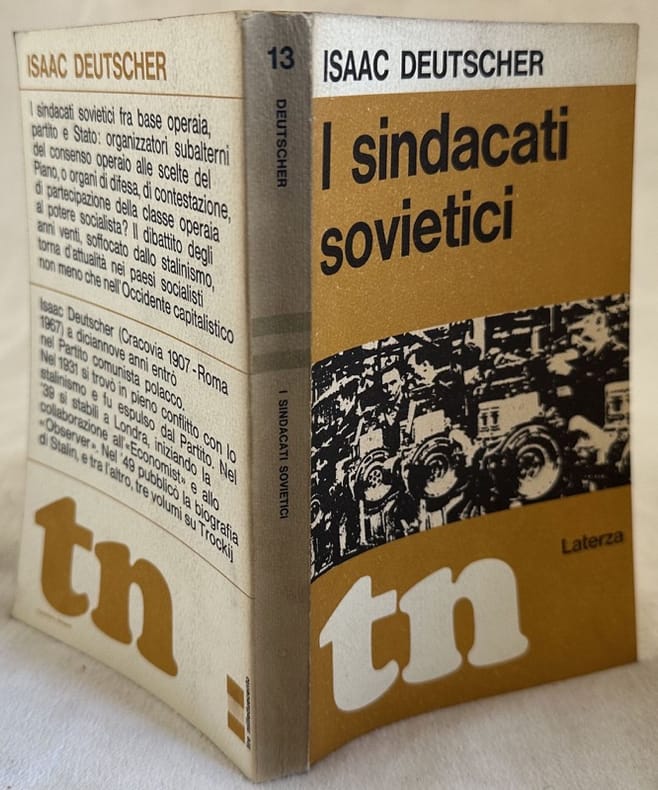 ISAAC DEUTSCHER
I sindacati sovietici fra base operaia,
partito e Stato: organizzatori subalterni
del consenso operaio alle scelte del
Piano, o organi di difesa, di contestazione,
di partecipazione della classe operaia
al potere socialista? Il dibattito degli
anni venti, soffocato dallo stalinismo,
torna d'attualità nei paesi socialisti
non meno che nell'Occidente capitalistico
Isaac Deutscher (Cracovia 1907-Roma
1967) a diciannove anni entrò
nel Partito comunista polacco.
Nel 1931 si trovò in pieno conflitto con lo
stalinismo e fu espulso dal Partito. Nel
'39 si stabilì a Londra, iniziando la
collaborazione all'«Economist» e allo
«Observer». Nel '49 pubblicò la biografia
di Stalin, e tra l'altro, tre volumi su Trockij
tn
13
DEUTSCHER
I SINDACATI SOVIETICI
ISAAC DEUTSCHER
I sindacati
sovietici
Laterza
tn